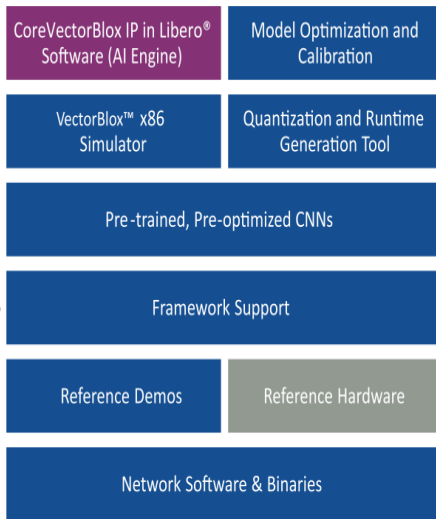 CoreVectorBlox IP in Libero®
Software (AI Engine)
Model Optimization and
Calibration
VectorBlox™ x86
Simulator
Quantization and Runtime
Generation Tool
Pre-trained, Pre-optimized CNNs
Framework Support
Reference Demos
Reference Hardware
Network Software & Binaries